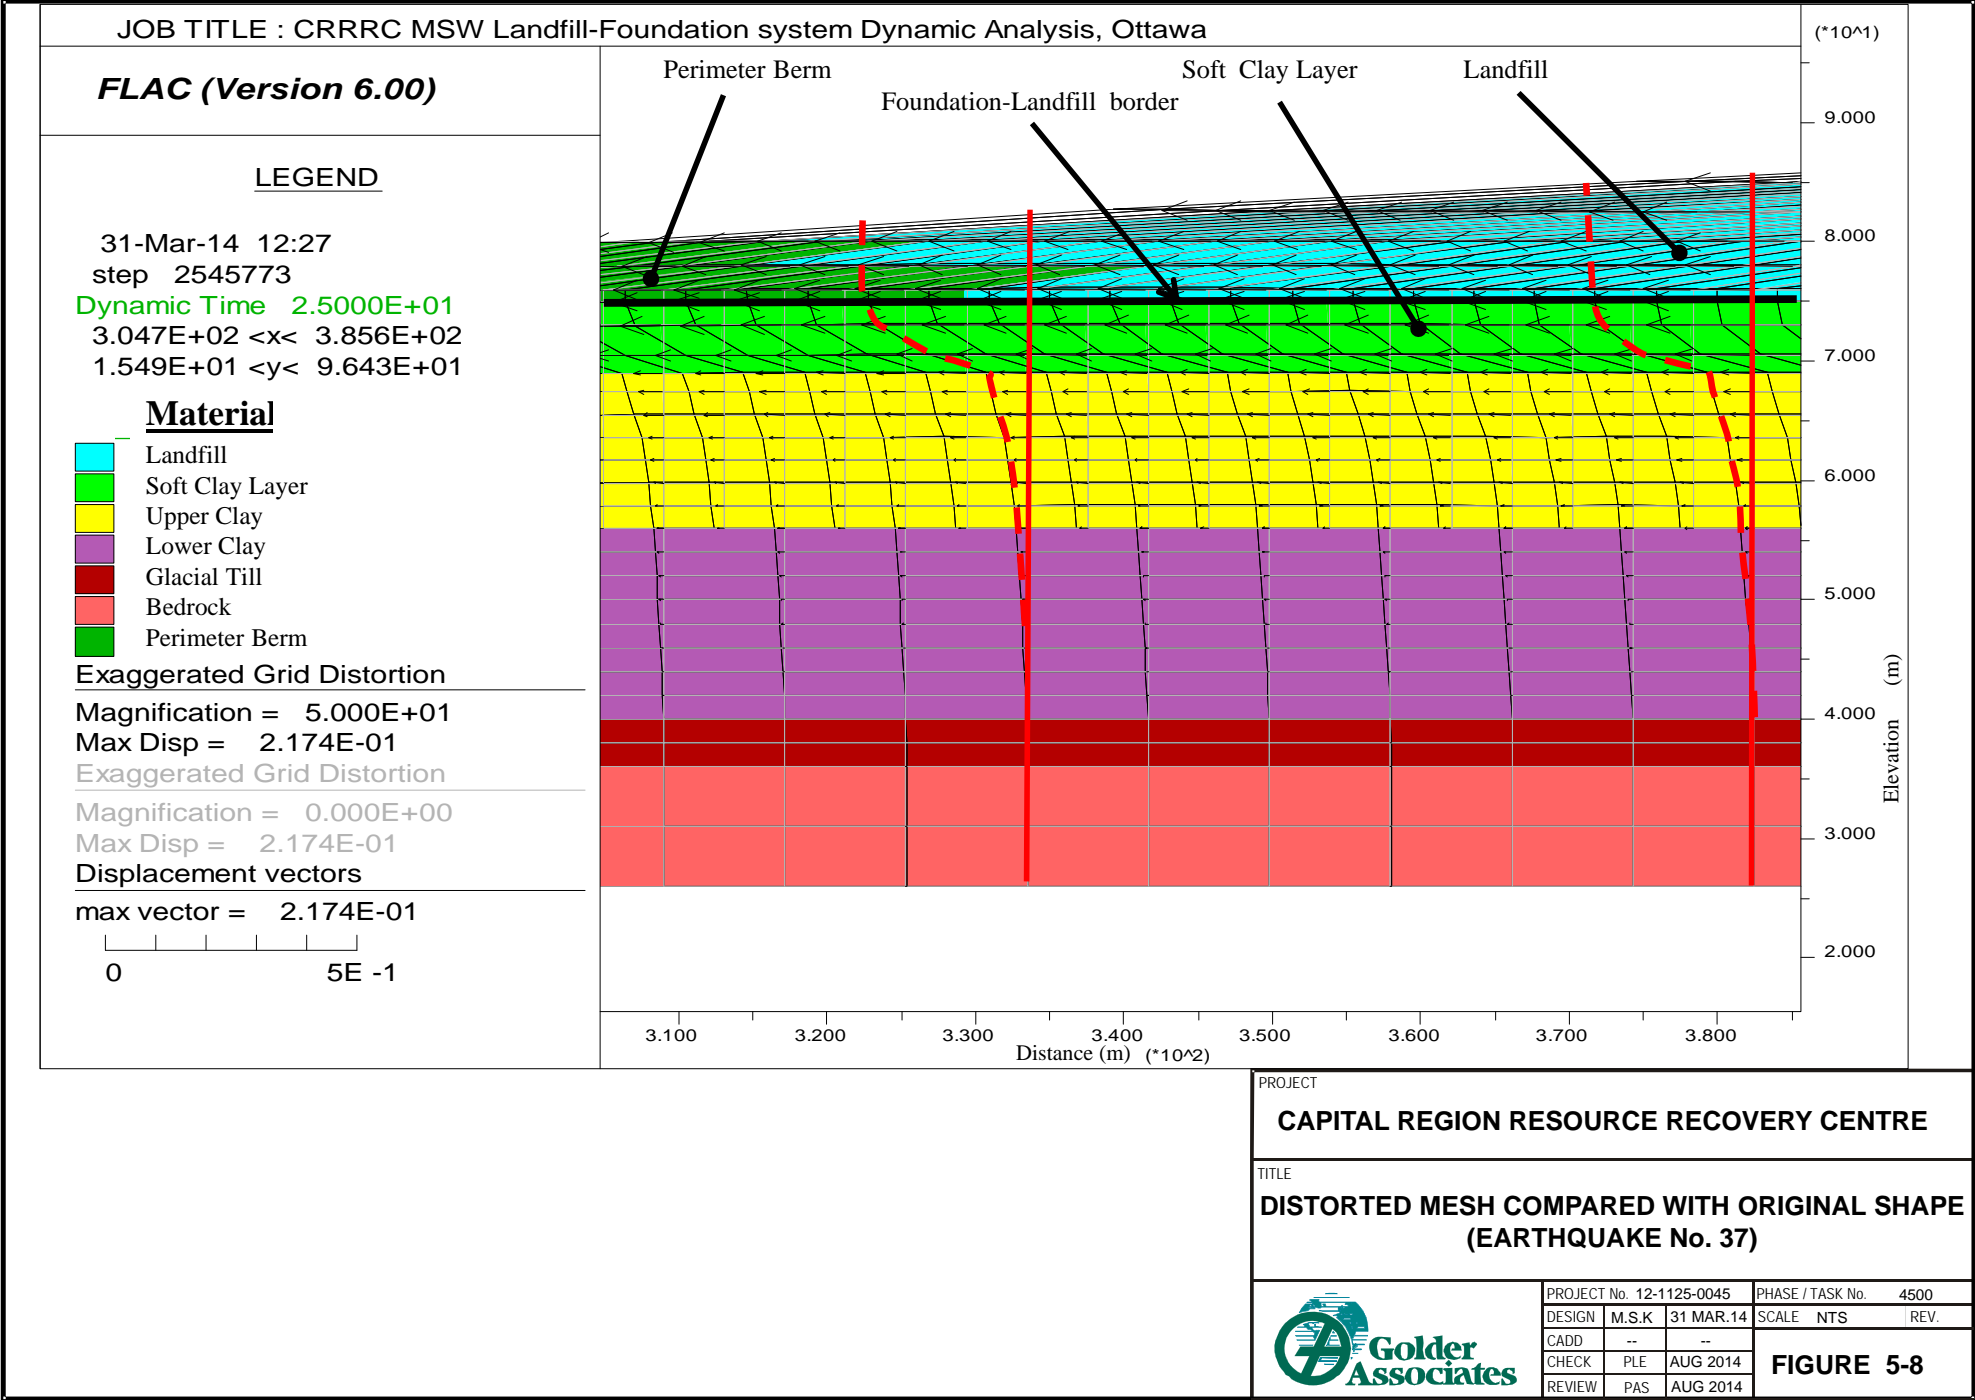 JOB TITLE : CRRRC MSW Landfill-Foundation system Dynamic Analysis, Ottawa
(*10^1)
FLAC (Version 6.00)
LEGEND
31-Mar-14 12:27
step 2545773
Dynamic Time 2.5000E+01
3.047E+02 <x< 3.856E+02
1.549E+01 <y< 9.643E+01
Material
Landfill
Soft Clay Layer
Upper Clay
Lower Clay
Glacial Till
Bedrock
Perimeter Berm
Exaggerated Grid Distortion
Magnification = 5.000E+01
Max Disp = 2.174E-01
Exaggerated Grid Distortion
Magnification = 0.000E+00
Max Disp = 2.174E-01
Displacement vectors
max vector = 2.174E-01
0 5E -1
Perimeter Berm
Foundation-Landfill border
Soft Clay Layer
Landfill
9.000
8.000
7.000
6.000
5.000
4.000
3.000
2.000
Elevation (m)
3.100 3.200 3.300 3.400 3.500 3.600 3.700 3.800
Distance (m) (*10^2)
PROJECT
CAPITAL REGION RESOURCE RECOVERY CENTRE
TITLE
DISTORTED MESH COMPARED WITH ORIGINAL SHAPE
(EARTHQUAKE No. 37)
Golder
Associates
PROJECT No. 12-1125-0045 PHASE / TASK No. 4500
DESIGN M.S.K 31 MAR.14 SCALE NTS REV.
CADD -- --
CHECK PLE AUG 2014
REVIEW PAS AUG 2014
FIGURE 5-8